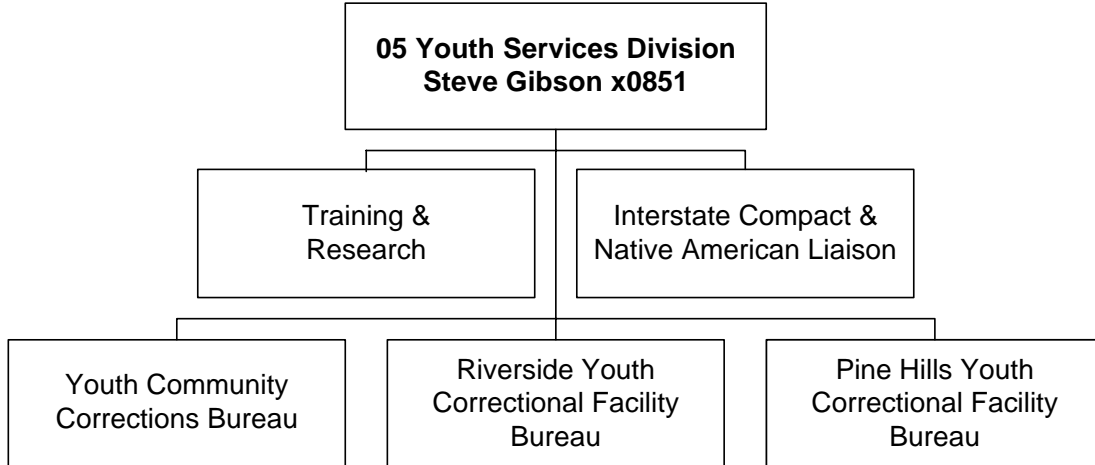 05 Youth Services Division
Steve Gibson x0851
Training &
Research
Interstate Compact &
Native American Liaison
Youth Community
Corrections Bureau
Riverside Youth
Correctional Facility
Bureau
Pine Hills Youth
Correctional Facility
Bureau